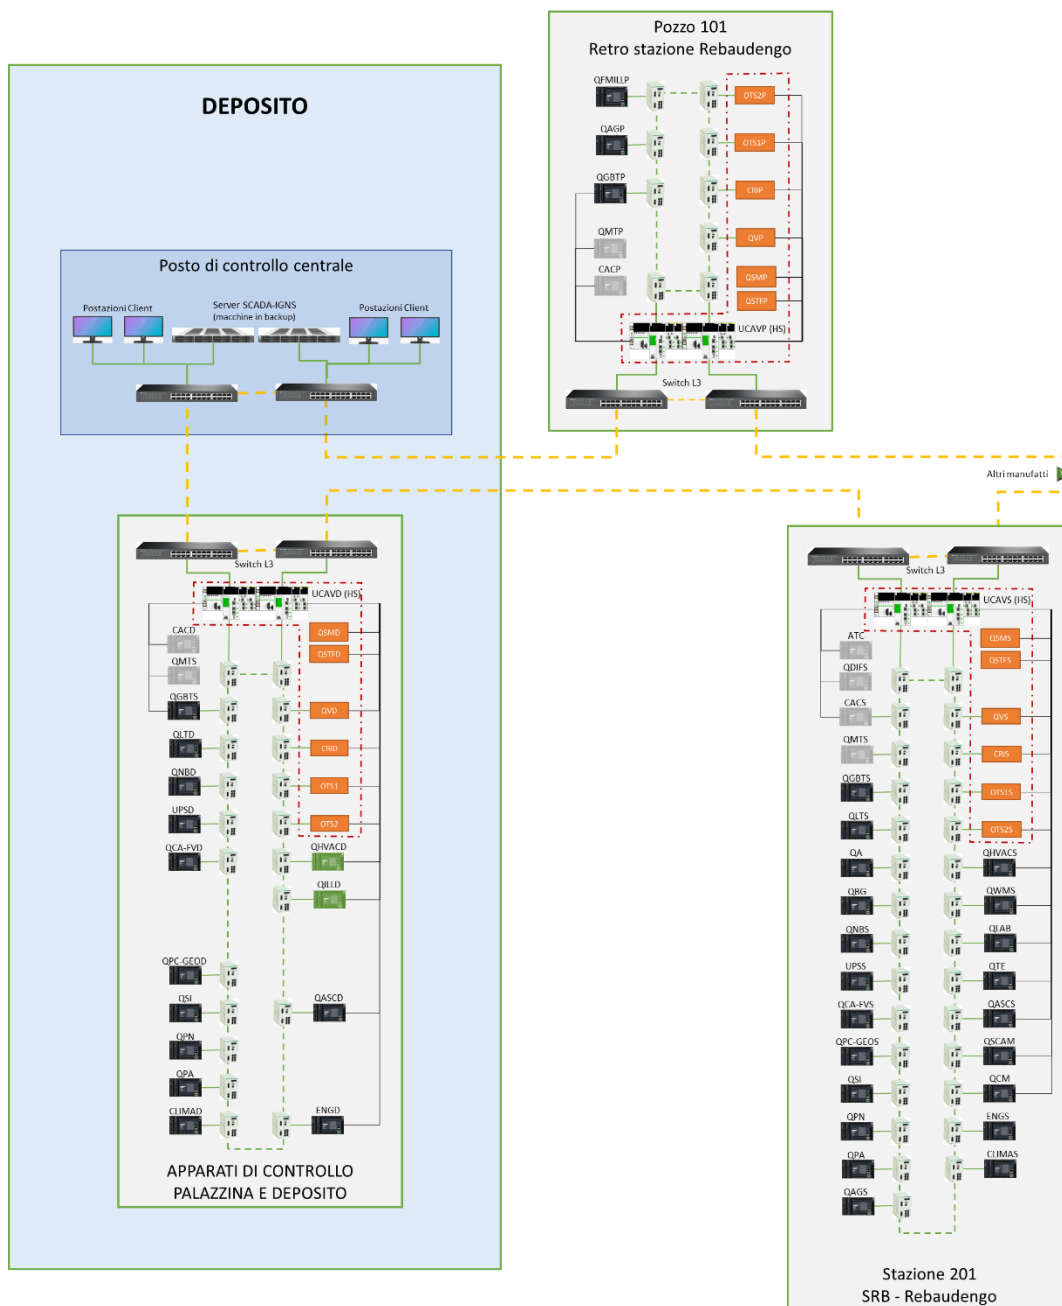 Pozzo 101
Retro stazione Rebaudengo
QFMILLP
OTS2P
QAGP
OTS1P
QGBTP
CRIP
QMTP
QVP
CACP
QSMP
QSTFP
UCAVP (HS)
Switch L3
DEPOSITO
Posto di controllo centrale
Postazioni Client
Server SCADA-IGNS
(macchine in backup)
Postazioni Client
Altri manufatti
Switch L3
UCAVD (HS)
CACD
QSMD
QMTS
QSTFD
QGBTS
QVD
QLTD
CRID
QNBD
OTS1
UPSD
OTS2
QCA-FVD
QHVACD
QILLD
QPC-GEOD
QSI
QASCD
QPN
QPA
CLIMAD
ENGD
APPARATI DI CONTROLLO
PALAZZINA E DEPOSITO
Switch L3
UCAVS (HS)
ATC
QSMS
QDIFS
QSTFS
CACS
QVS
QMTS
CRIS
QGBTS
OTS1S
QLTS
OTS2S
QA
QHVACS
QBG
QWMS
QNBS
QLAB
UPSS
QTE
QCA-FVS
QASCS
QPC-GEOS
QSCAM
QSI
QCM
QPN
ENGS
QPA
CLIMAS
QAGS
Stazione 201
SRB - Rebaudengo